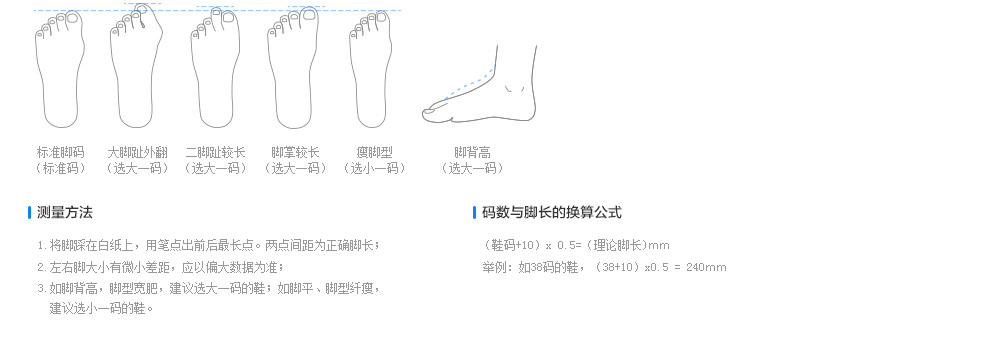 标准脚码 大脚趾外翻 二脚趾较长 脚掌较长 瘦脚型 脚背高
(标准码) (选大一码) (选大一码) (选大一码) (选小一码) (选大一码)
测量方法
1.将脚踩在白纸上，用笔点出前后最长点。两点间距为正确脚长；
2.左右脚大小有微小差距，应以偏大数据为准；
3.如脚背高，脚型宽肥，建议选大一码的鞋；如脚平、脚型纤瘦，
建议选小一码的鞋。
码数与脚长的换算公式
(鞋码+10) x 0.5=(理论脚长)mm
举例：如38码的鞋，(38+10) x0.5 = 240mm